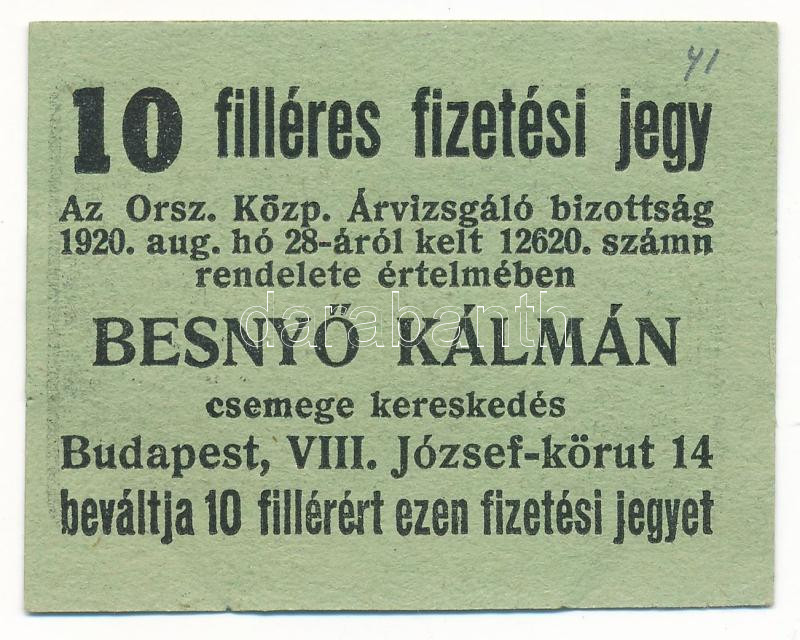 41
10 filléres fizetési jegy
Az Orsz. Közp. Árvizsgáló bizottság
1920. aug. hó 28-áról kelt 12620. számn
rendelete értelmében
darabanth
BESNYŐ KÁLMÁN
csemege kereskedés
Budapest, VIII. József-körut 14
beváltja 10 fillérért ezen fizetési jegyet